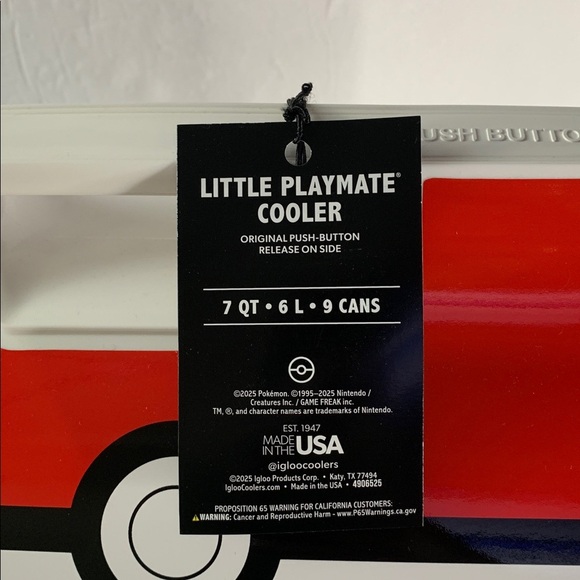 USH BUTTO
LITTLE PLAYMATE®
COOLER
ORIGINAL PUSH-BUTTON
RELEASE ON SIDE
7 QT • 6 L • 9 CANS
©2025 Pokémon. ©1995–2025 Nintendo /
Creatures Inc. / GAME FREAK inc.
TM, ®, and character names are trademarks of Nintendo.
EST. 1947
MADE
IN THE USA
@igloocoolers
©2025 Igloo Products Corp. • Katy, TX 77494
IglooCoolers.com • Made in the USA • 4906525
PROPOSITION 65 WARNING FOR CALIFORNIA CUSTOMERS:
⚠WARNING: Cancer and Reproductive Harm - www.P65Warnings.ca.gov